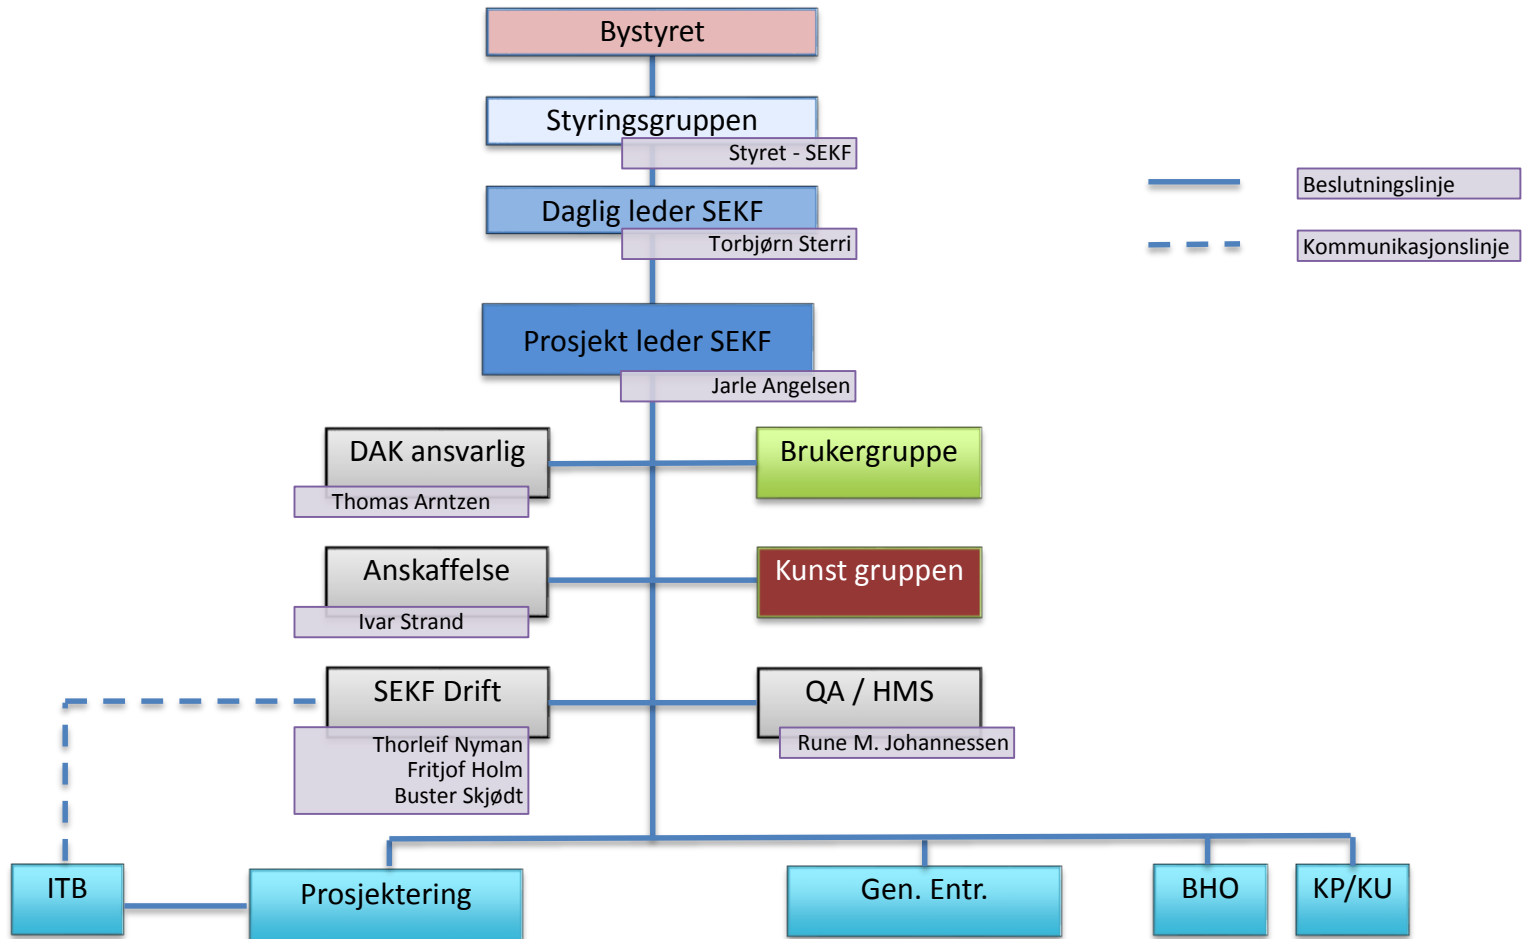 Bystyret
Styringsgruppen
Styret - SEKF
Daglig leder SEKF
Torbjørn Sterri
Beslutningslinje
Kommunikasjonslinje
Prosjekt leder SEKF
Jarle Angelsen
DAK ansvarlig
Thomas Arntzen
Brukergruppe
Anskaffelse
Ivar Strand
Kunst gruppen
SEKF Drift
Thorleif Nyman
Fritjof Holm
Buster Skjødt
QA / HMS
Rune M. Johannessen
ITB
Prosjektering
Gen. Entr.
BHO
KP/KU